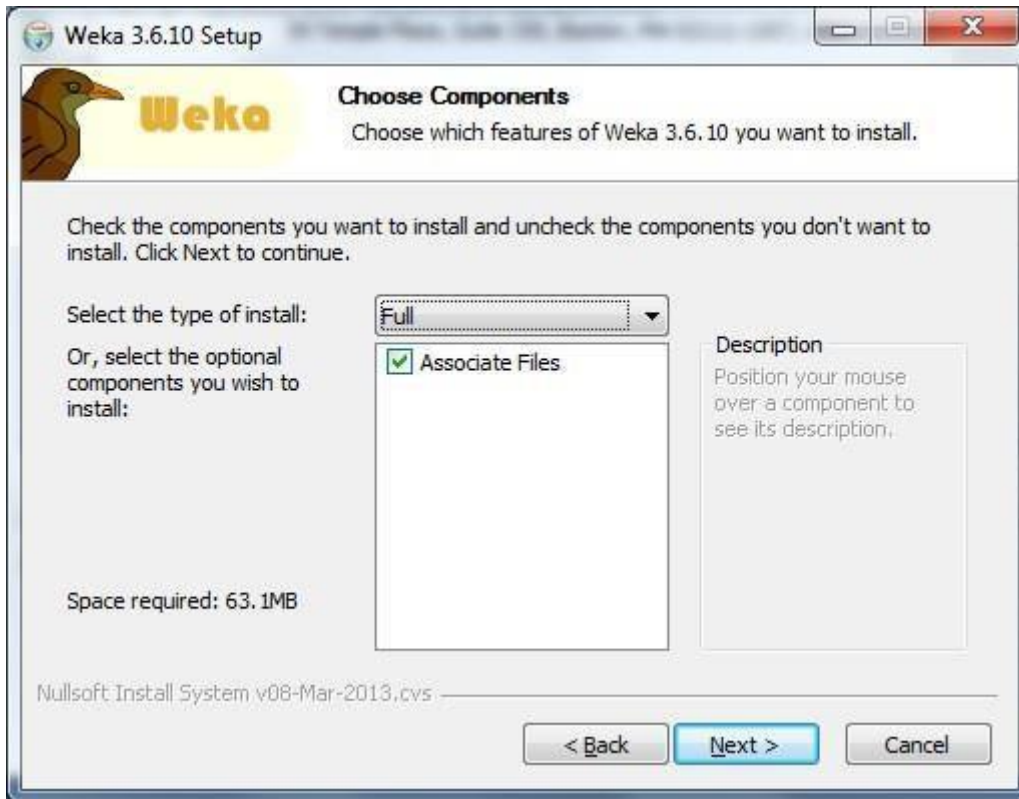 Weka 3.6.10 Setup
Weka
Choose Components
Choose which features of Weka 3.6.10 you want to install.
Check the components you want to install and uncheck the components you don't want to
install. Click Next to continue.
Select the type of install:
Full
Or, select the optional
components you wish to
install:
Associate Files
Description
Position your mouse
over a component to
see its description.
Space required: 63.1MB
Nullsoft Install System v08-Mar-2013.cvs
< Back
Next >
Cancel